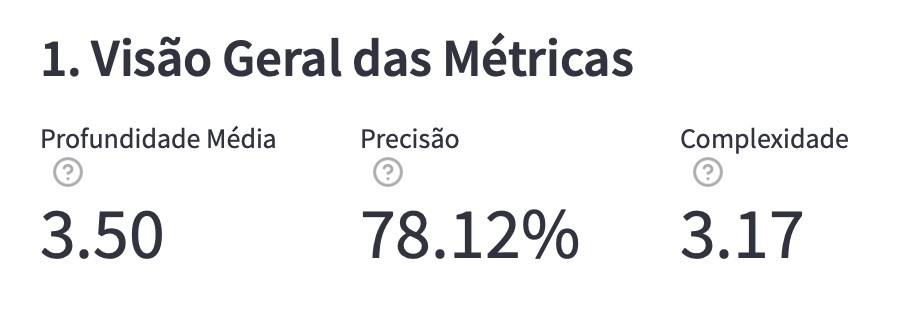 1. Visão Geral das Métricas
Profundidade Média
Precisão
Complexidade
?
?
?
3.50
78.12%
3.17